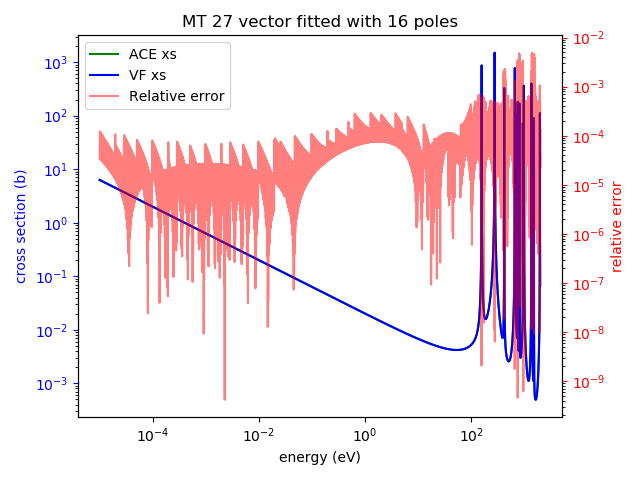 MT 27 vector fitted with 16 poles
ACE xs
VF xs
Relative error
cross section (b)
10^3
10^2
10^1
10^0
10^-1
10^-2
10^-3
10^-2
10^-3
10^-4
10^-5
10^-6
10^-7
10^-8
10^-9
relative error
10^-4
10^-2
10^0
10^2
energy (eV)